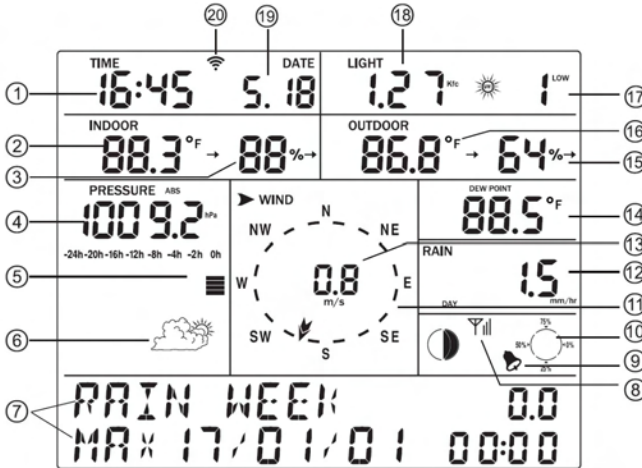 20 19 18
TIME DATE LIGHT
1 16:45 5.18 1.27 Kfc 1 LOW 17
INDOOR OUTDOOR
2 88.3°F → 88%→ 86.8°F → 64%→ 16
3 15
PRESSURE ABS WIND DEW POINT
4 1009.2 hPa 88.5°F 14
-24h-20h-16h-12h -8h -4h -2h 0h
N
NW NE
W E
SW SE
S
0.8
m/s
13
RAIN
1.5 12
DAY mm/hr
5 11
6 75% 10
50% 0%
25% 9
8
7 RAIN WEEK 0.0
MAX 17/01/01 00:00